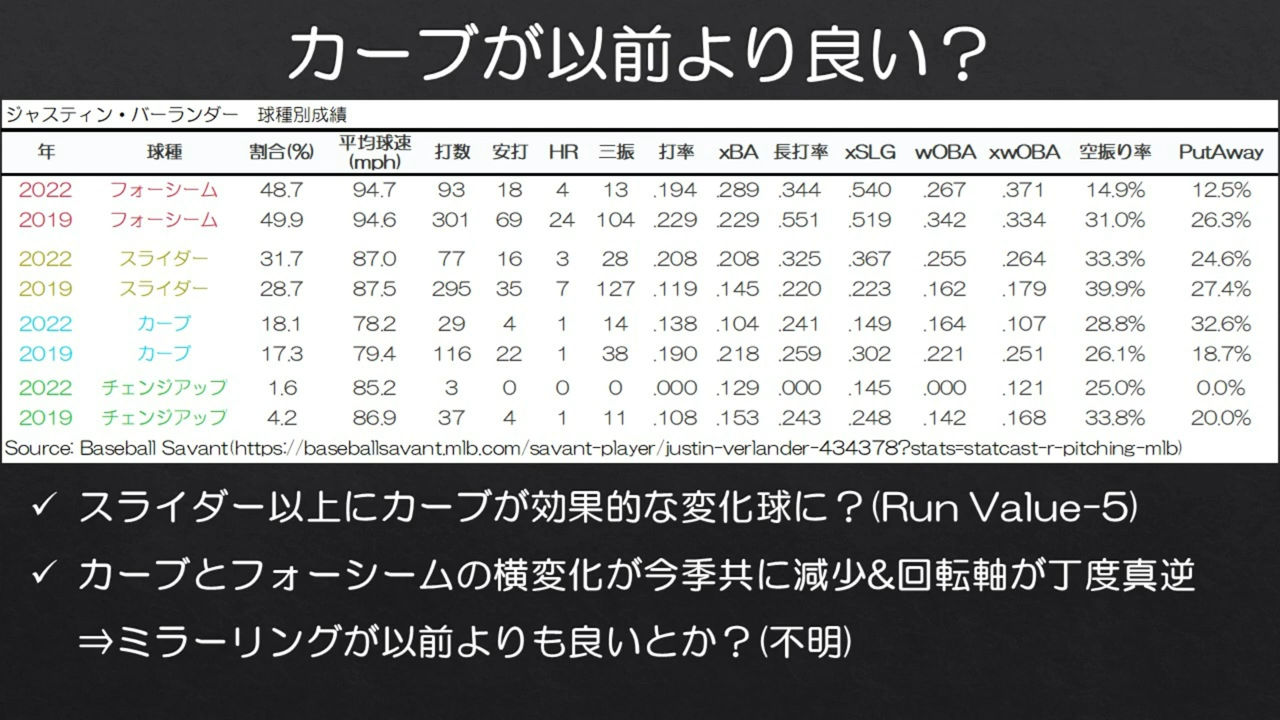 カーブが以前より良い？
ジャスティン・バーランダー　球種別成績
年 球種 割合(%) 平均球速(mph) 打数 安打 HR 三振 打率 xBA 長打率 xSLG wOBA xwOBA 空振り率 PutAway
2022 フォーシーム 48.7 94.7 93 18 4 13 .194 .289 .344 .540 .267 .371 14.9% 12.5%
2019 フォーシーム 49.9 94.6 301 69 24 104 .229 .229 .551 .519 .342 .334 31.0% 26.3%
2022 スライダー 31.7 87.0 77 16 3 28 .208 .208 .325 .367 .255 .264 33.3% 24.6%
2019 スライダー 28.7 87.5 295 35 7 127 .119 .145 .220 .223 .162 .179 39.9% 27.4%
2022 カーブ 18.1 78.2 29 4 1 14 .138 .104 .241 .149 .164 .107 28.8% 32.6%
2019 カーブ 17.3 79.4 116 22 1 38 .190 .218 .259 .302 .221 .251 26.1% 18.7%
2022 チェンジアップ 1.6 85.2 3 0 0 0 .000 .129 .000 .145 .000 .121 25.0% 0.0%
2019 チェンジアップ 4.2 86.9 37 4 1 11 .108 .153 .243 .248 .142 .168 33.8% 20.0%
Source: Baseball Savant(https://baseballsavant.mlb.com/savant-player/justin-verlander-434378?stats=statcast-r-pitching-mlb)
✓ スライダー以上にカーブが効果的な変化球に？(Run Value-5)
✓ カーブとフォーシームの横変化が今季共に減少&回転軸が丁度真逆
⇒ミラーリングが以前よりも良いとか？(不明)